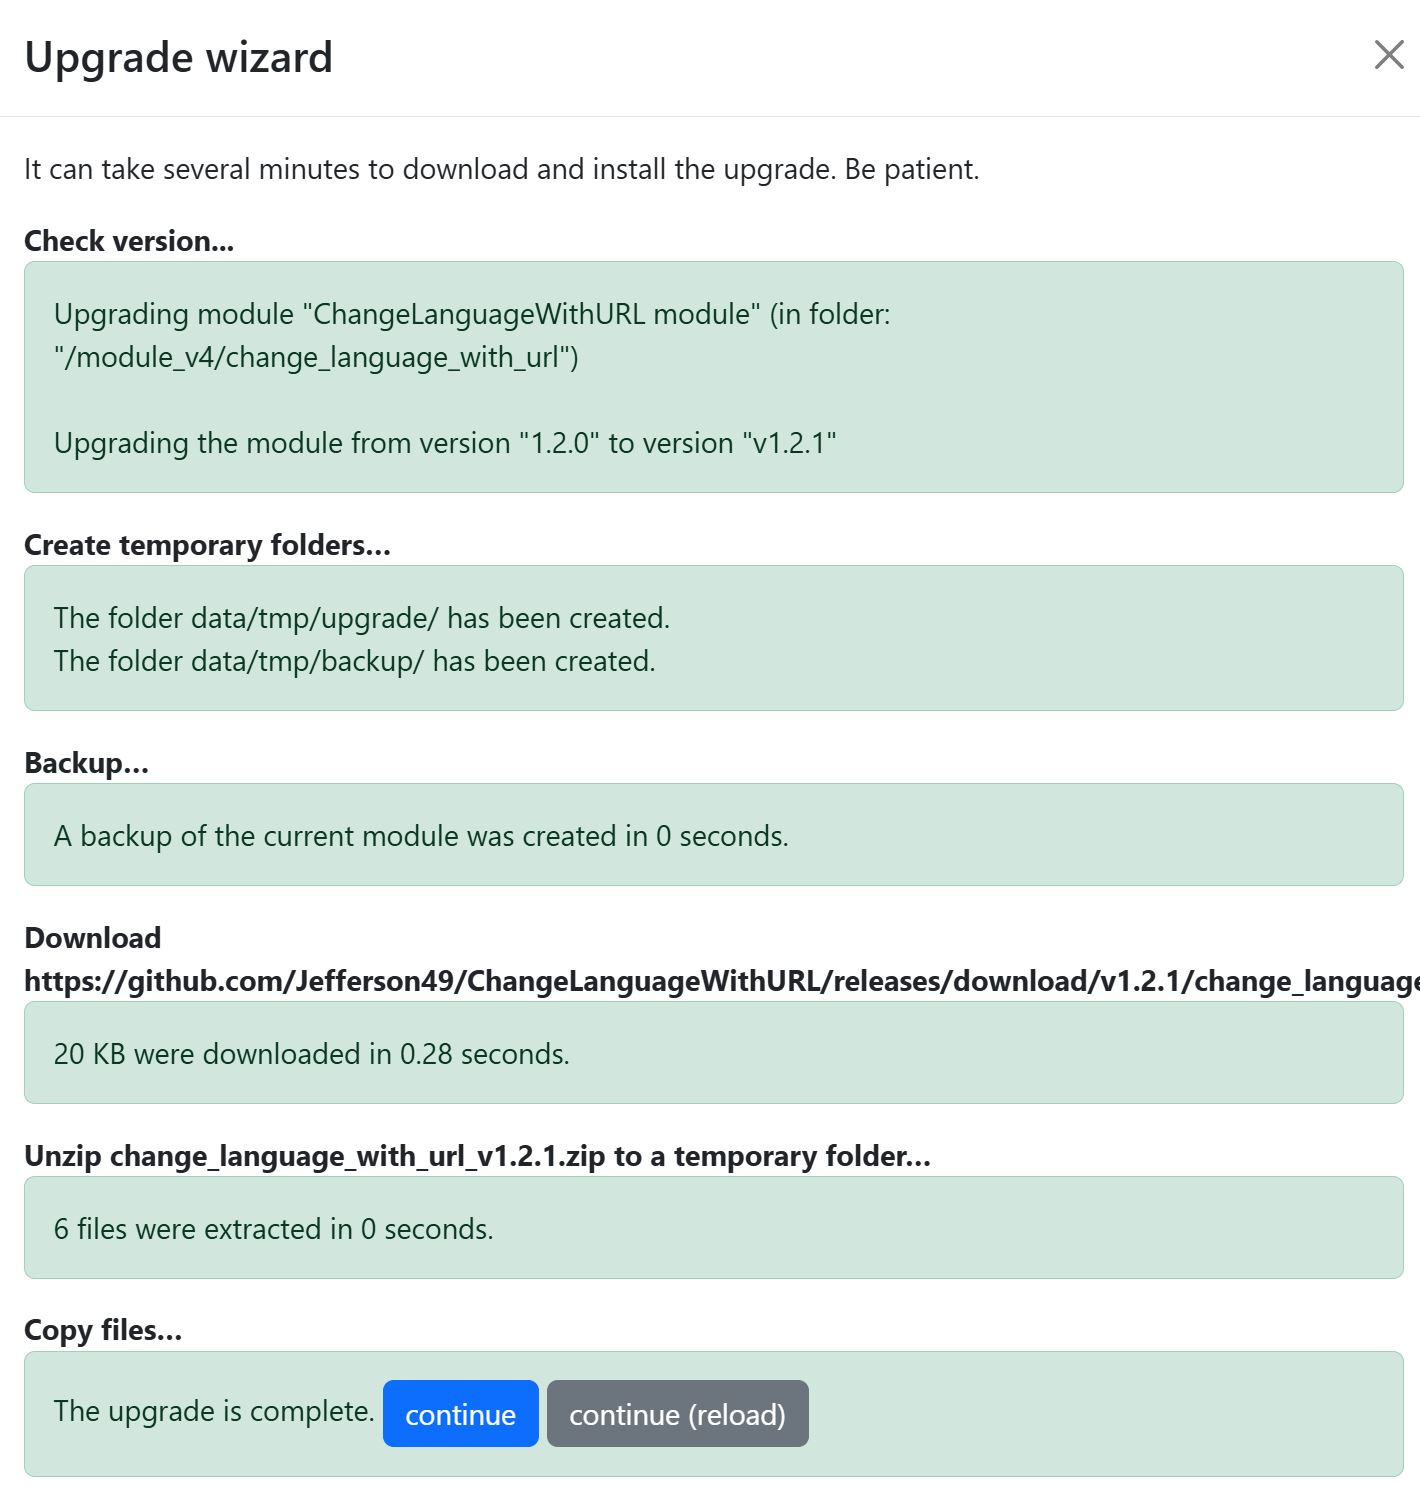 Upgrade wizard
It can take several minutes to download and install the upgrade. Be patient.
Check version...
Upgrading module "ChangeLanguageWithURL module" (in folder:
"/module_v4/change_language_with_url")
Upgrading the module from version "1.2.0" to version "v1.2.1"
Create temporary folders…
The folder data/tmp/upgrade/ has been created.
The folder data/tmp/backup/ has been created.
Backup…
A backup of the current module was created in 0 seconds.
Download
https://github.com/Jefferson49/ChangeLanguageWithURL/releases/download/v1.2.1/change_language
20 KB were downloaded in 0.28 seconds.
Unzip change_language_with_url_v1.2.1.zip to a temporary folder…
6 files were extracted in 0 seconds.
Copy files…
The upgrade is complete. continue continue (reload)